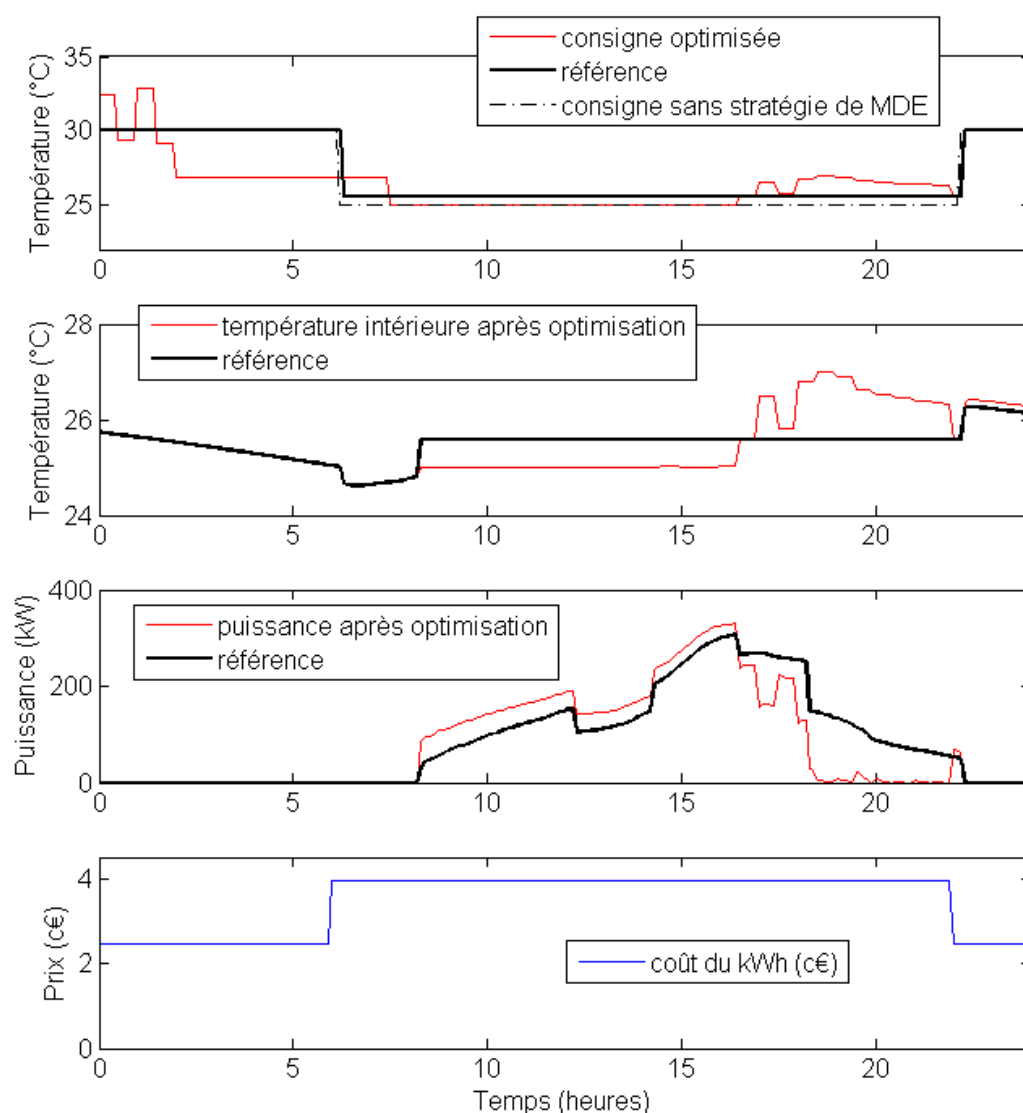 consigne optimisée
référence
consigne sans stratégie de MDE
Température (°C)
35
30
25
0 5 10 15 20
température intérieure après optimisation
référence
Température (°C)
28
26
24
0 5 10 15 20
puissance après optimisation
référence
Puissance (kW)
400
200
0
0 5 10 15 20
coût du kWh (c€)
Prix (c€)
4
2
0
0 5 10 15 20
Temps (heures)